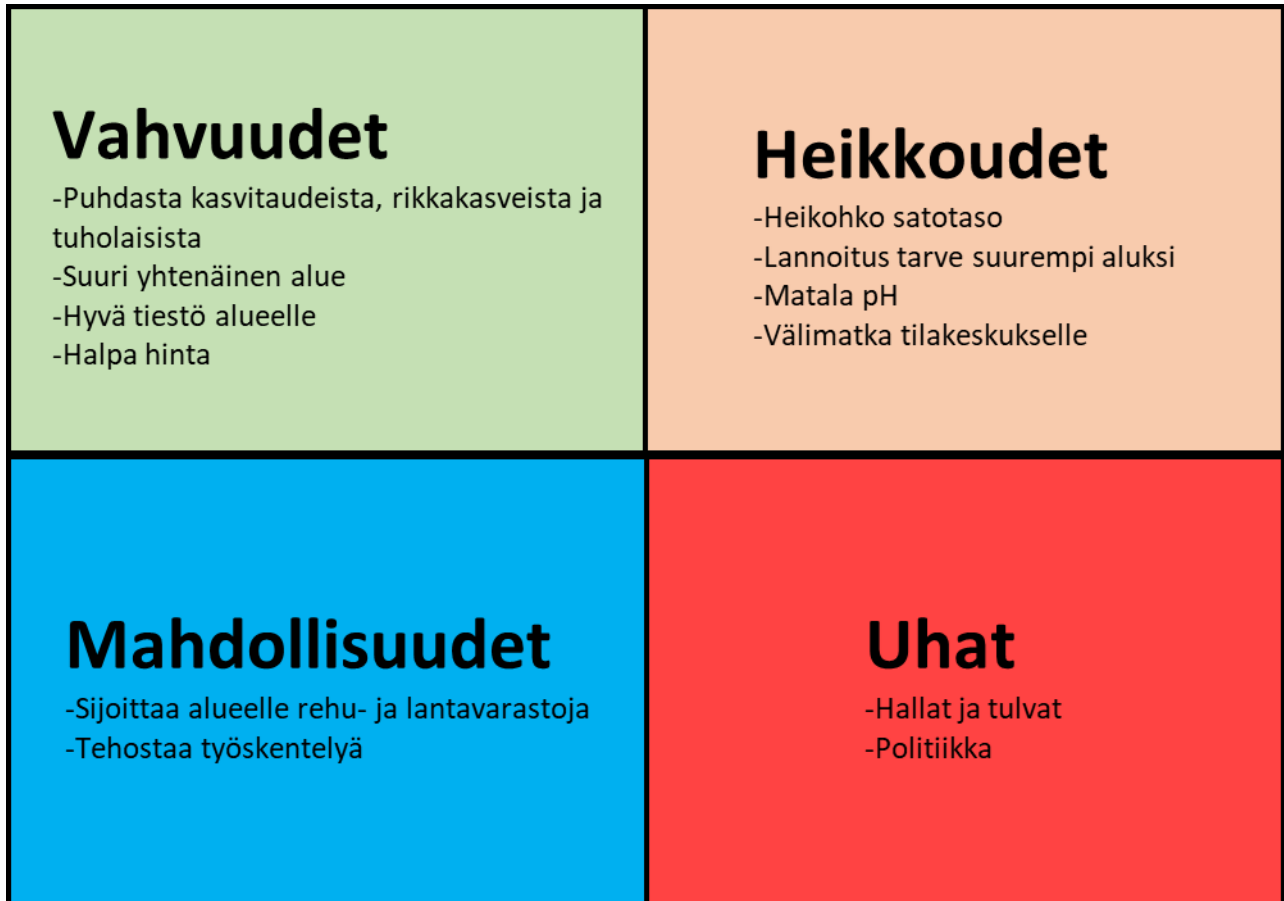 Vahvuudet
-Puhdasta kasvitaudeista, rikkakasveista ja
tuholaisista
-Suuri yhtenäinen alue
-Hyvä tiestö alueelle
-Halpa hinta
Heikkoudet
-Heikohko satotaso
-Lannoitus tarve suurempi aluksi
-Matala pH
-Välimatka tilakeskukselle
Mahdollisuudet
-Sijoittaa alueelle rehu- ja lantavarastoja
-Tehostaa työskentelyä
Uhat
-Hallat ja tulvat
-Politiikka